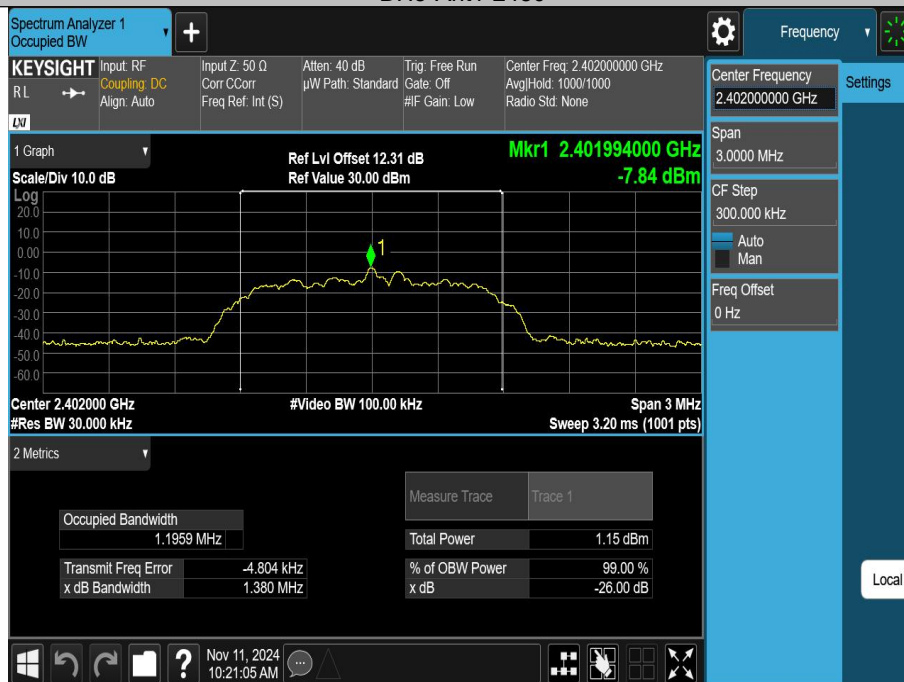 Spectrum Analyzer 1
Occupied BW
+
Frequency
KEYSIGHT
RL
LXI
Input: RF
Coupling: DC
Align: Auto
Input Z: 50 Ω
Corr CCorr
Freq Ref: Int (S)
Atten: 40 dB
µW Path: Standard
Trig: Free Run
Gate: Off
#IF Gain: Low
Center Freq: 2.402000000 GHz
Avg|Hold: 1000/1000
Radio Std: None
Center Frequency
2.402000000 GHz
Settings
Span
3.0000 MHz
CF Step
300.000 kHz
Auto
Man
Freq Offset
0 Hz
Local
1 Graph
Scale/Div 10.0 dB
Ref Lvl Offset 12.31 dB
Ref Value 30.00 dBm
Mkr1 2.401994000 GHz
-7.84 dBm
Log
20.0
10.0
0.00
-10.0
-20.0
-30.0
-40.0
-50.0
-60.0
1
Center 2.402000 GHz
#Video BW 100.00 kHz
Span 3 MHz
#Res BW 30.000 kHz
Sweep 3.20 ms (1001 pts)
2 Metrics
Measure Trace
Trace 1
Occupied Bandwidth
1.1959 MHz
Total Power
1.15 dBm
Transmit Freq Error
-4.804 kHz
% of OBW Power
99.00 %
x dB Bandwidth
1.380 MHz
x dB
-26.00 dB
?
Nov 11, 2024
10:21:05 AM